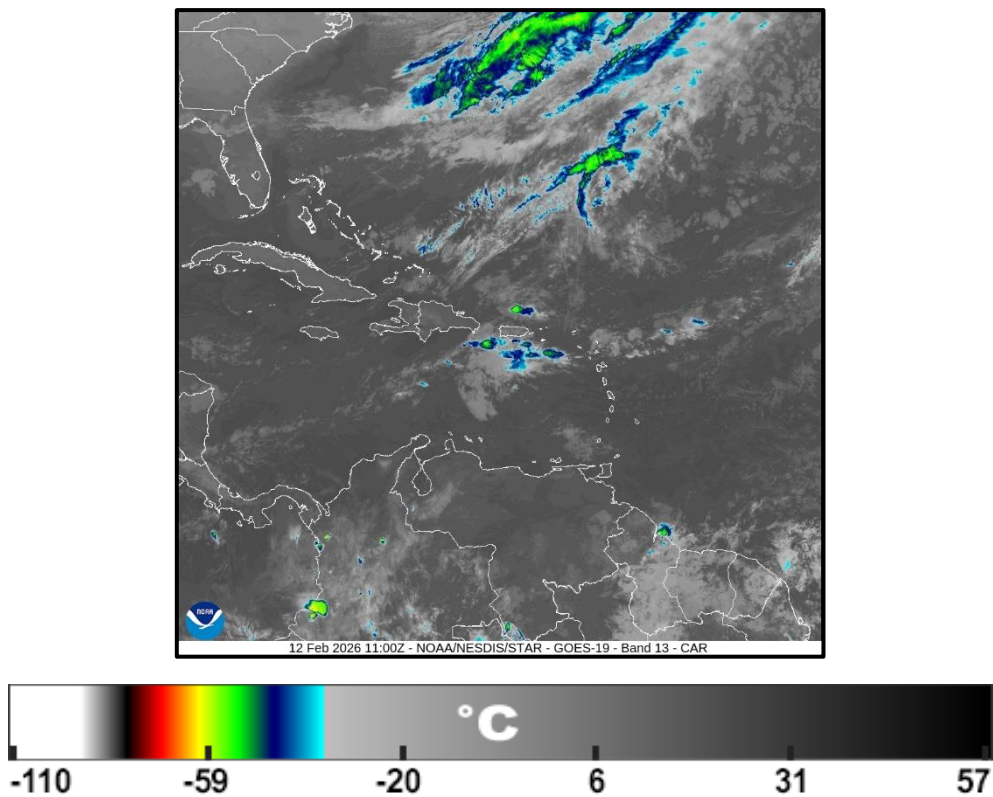 NOAA
12 Feb 2026 11:00Z - NOAA/NESDIS/STAR - GOES-19 - Band 13 - CAR
°C
-110 -59 -20 6 31 57